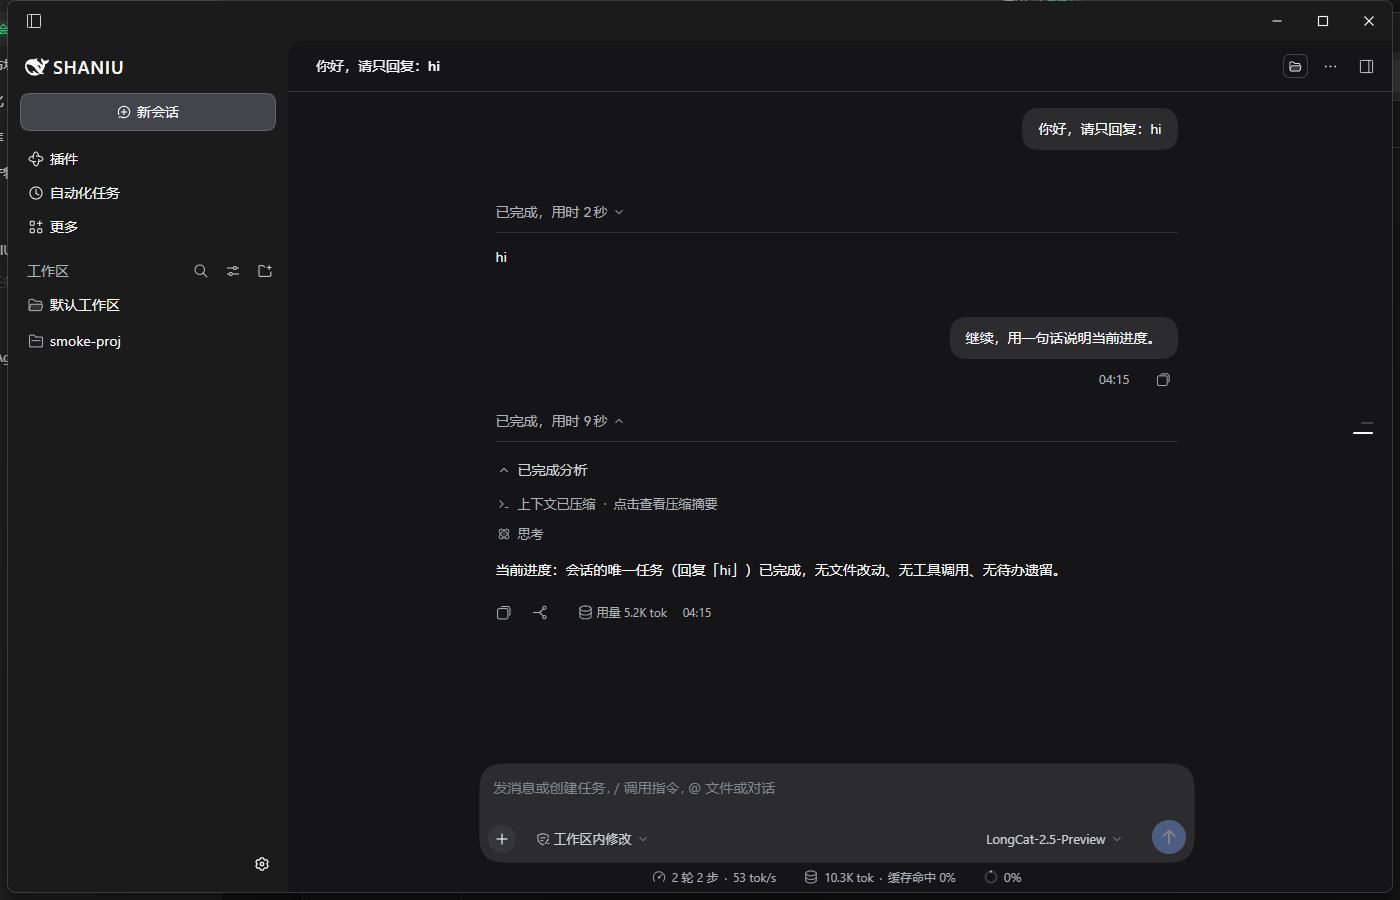 SHANIU
新会话
插件
自动化任务
更多
工作区
默认工作区
smoke-proj
你好，请只回复：hi
你好，请只回复：hi
已完成，用时 2 秒
hi
继续，用一句话说明当前进度。
04:15
已完成，用时 9 秒
已完成分析
上下文已压缩 · 点击查看压缩摘要
思考
当前进度：会话的唯一任务（回复「hi」）已完成，无文件改动、无工具调用、无待办遗留。
用量 5.2K tok 04:15
发消息或创建任务, / 调用指令, @ 文件或对话
工作区内修改
LongCat-2.5-Preview
2 轮 2 步 · 53 tok/s 10.3K tok · 缓存命中 0% 0%